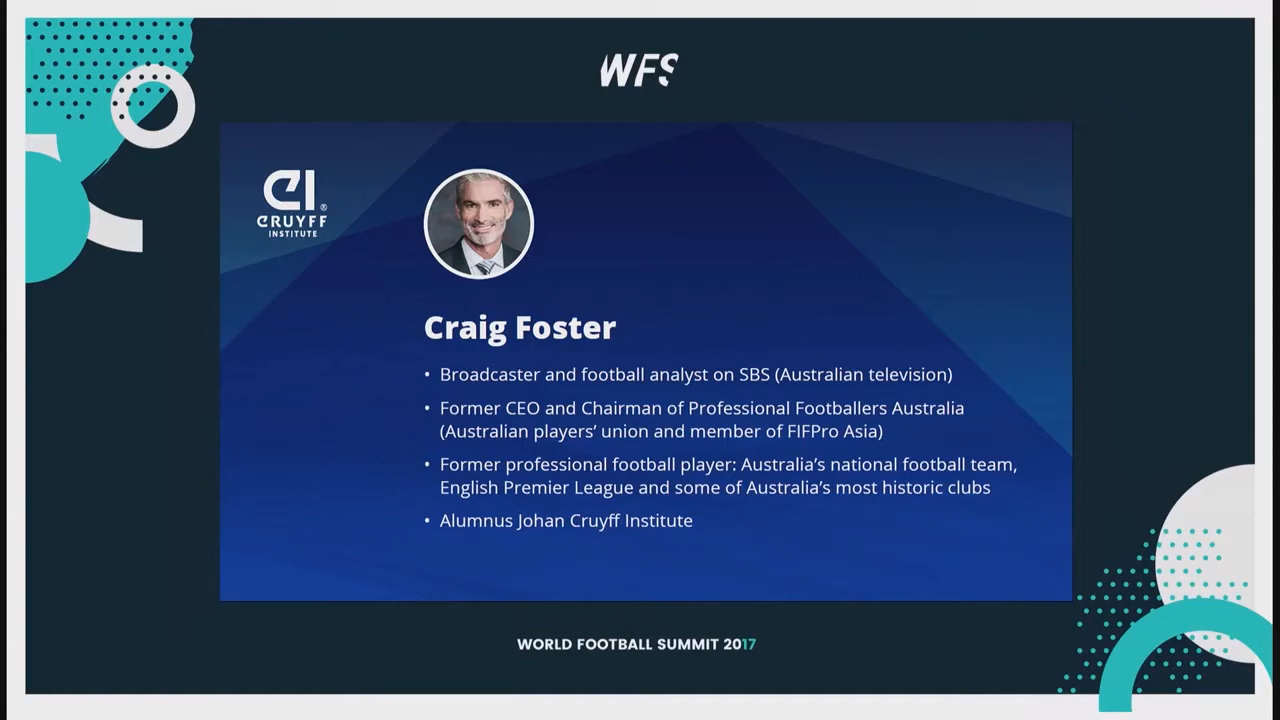 WFS
CI
®
CRUYFF
INSTITUTE
Craig Foster
• Broadcaster and football analyst on SBS (Australian television)
• Former CEO and Chairman of Professional Footballers Australia
(Australian players’ union and member of FIFPro Asia)
• Former professional football player: Australia’s national football team,
English Premier League and some of Australia’s most historic clubs
• Alumnus Johan Cruyff Institute
WORLD FOOTBALL SUMMIT 2017